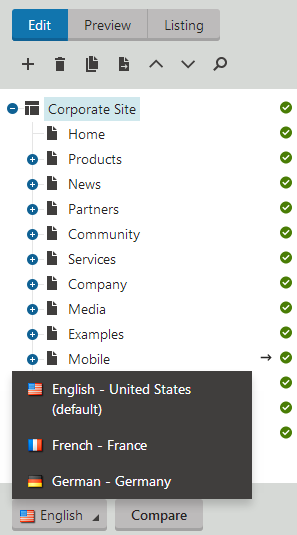 Edit Preview Listing
Corporate Site
Home
Products
News
Partners
Community
Services
Company
Media
Examples
Mobile
English - United States
(default)
French - France
German - Germany
English Compare